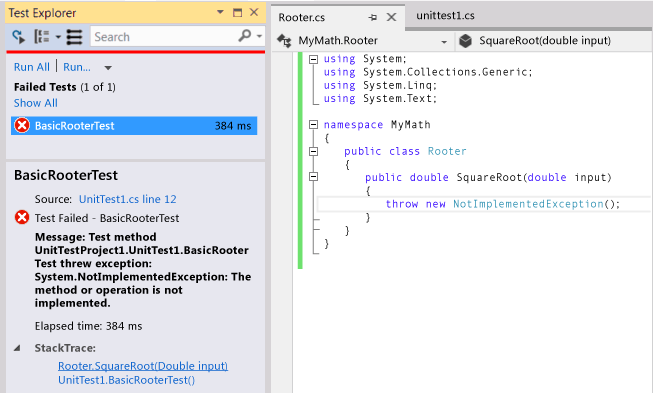 Test Explorer
Search
Run All | Run...
Failed Tests (1 of 1)
Show All
BasicRooterTest 384 ms
BasicRooterTest
Source: UnitTest1.cs line 12
Test Failed - BasicRooterTest
Message: Test method
UnitTestProject1.UnitTest1.BasicRooter
Test threw exception:
System.NotImplementedException: The
method or operation is not
implemented.
Elapsed time: 384 ms
StackTrace:
Rooter.SquareRoot(Double input)
UnitTest1.BasicRooterTest()
Rooter.cs unittest1.cs
MyMath.Rooter SquareRoot(double input)
using System;
using System.Collections.Generic;
using System.Linq;
using System.Text;
namespace MyMath
{
public class Rooter
{
public double SquareRoot(double input)
{
throw new NotImplementedException();
}
}
}